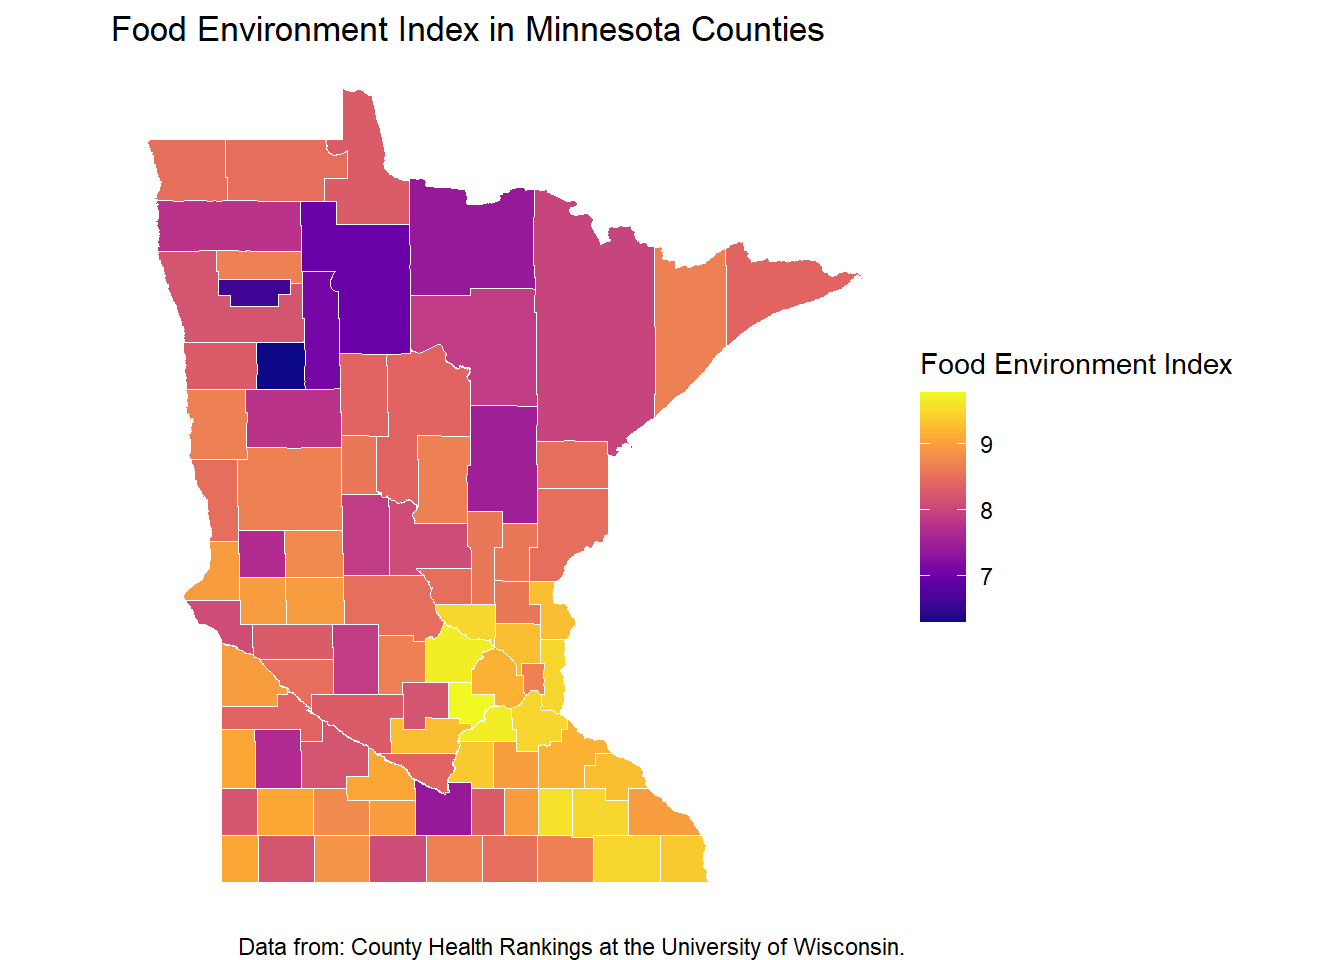 Food Environment Index in Minnesota Counties
Food Environment Index
9
8
7
Data from: County Health Rankings at the University of Wisconsin.